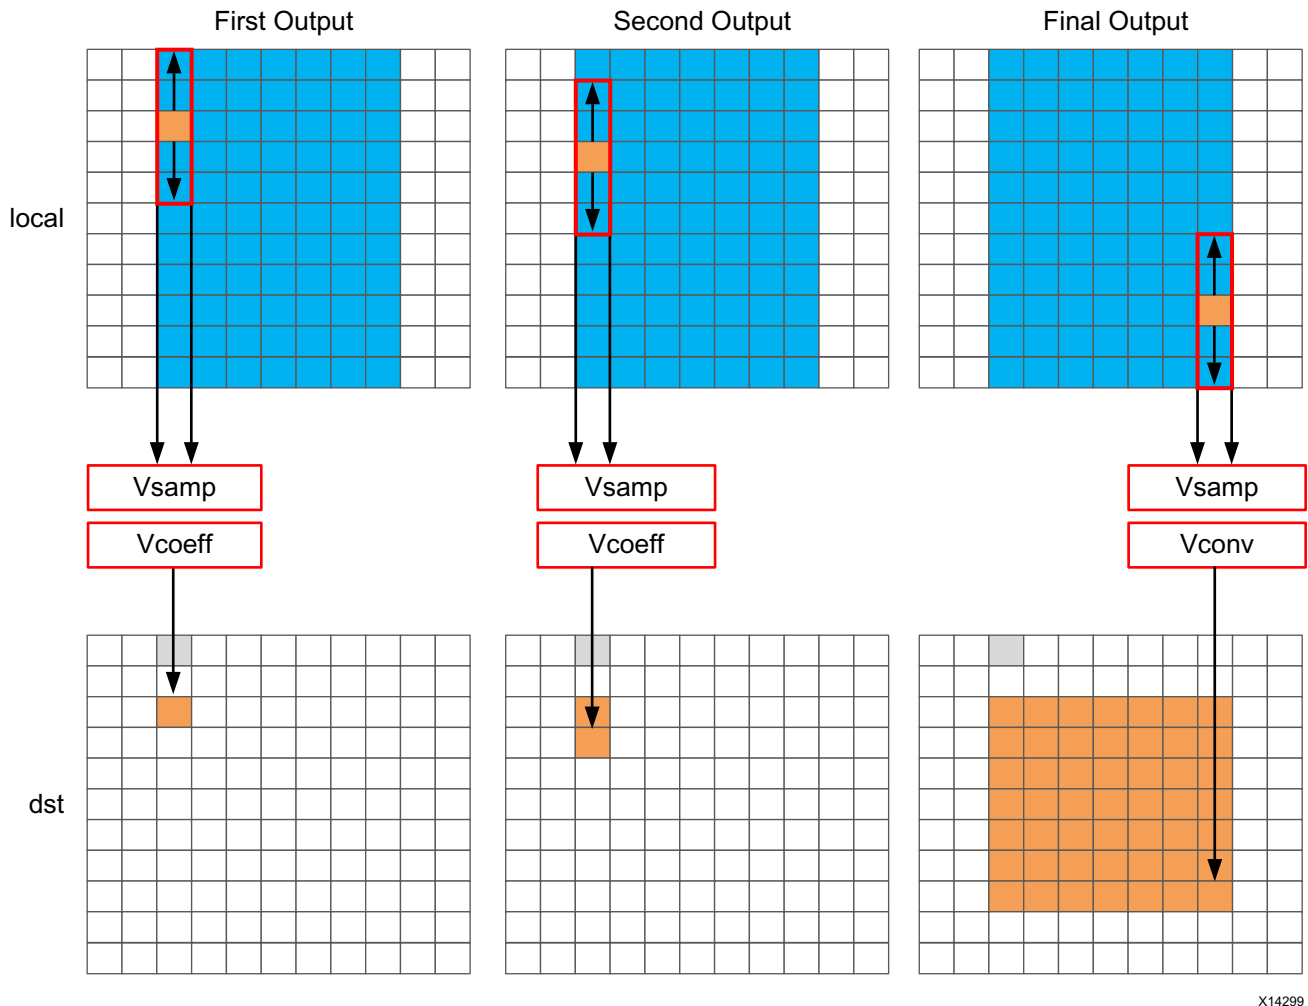 First Output
Second Output
Final Output
local
Vsamp
Vsamp
Vsamp
Vcoeff
Vcoeff
Vconv
dst
X14299